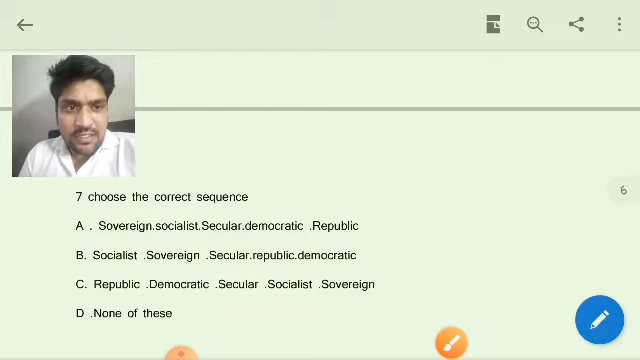 6
7 choose the correct sequence
A . Sovereign.socialist.Secular.democratic .Republic
B. Socialist .Sovereign .Secular.republic.democratic
C. Republic .Democratic .Secular .Socialist .Sovereign
D .None of these